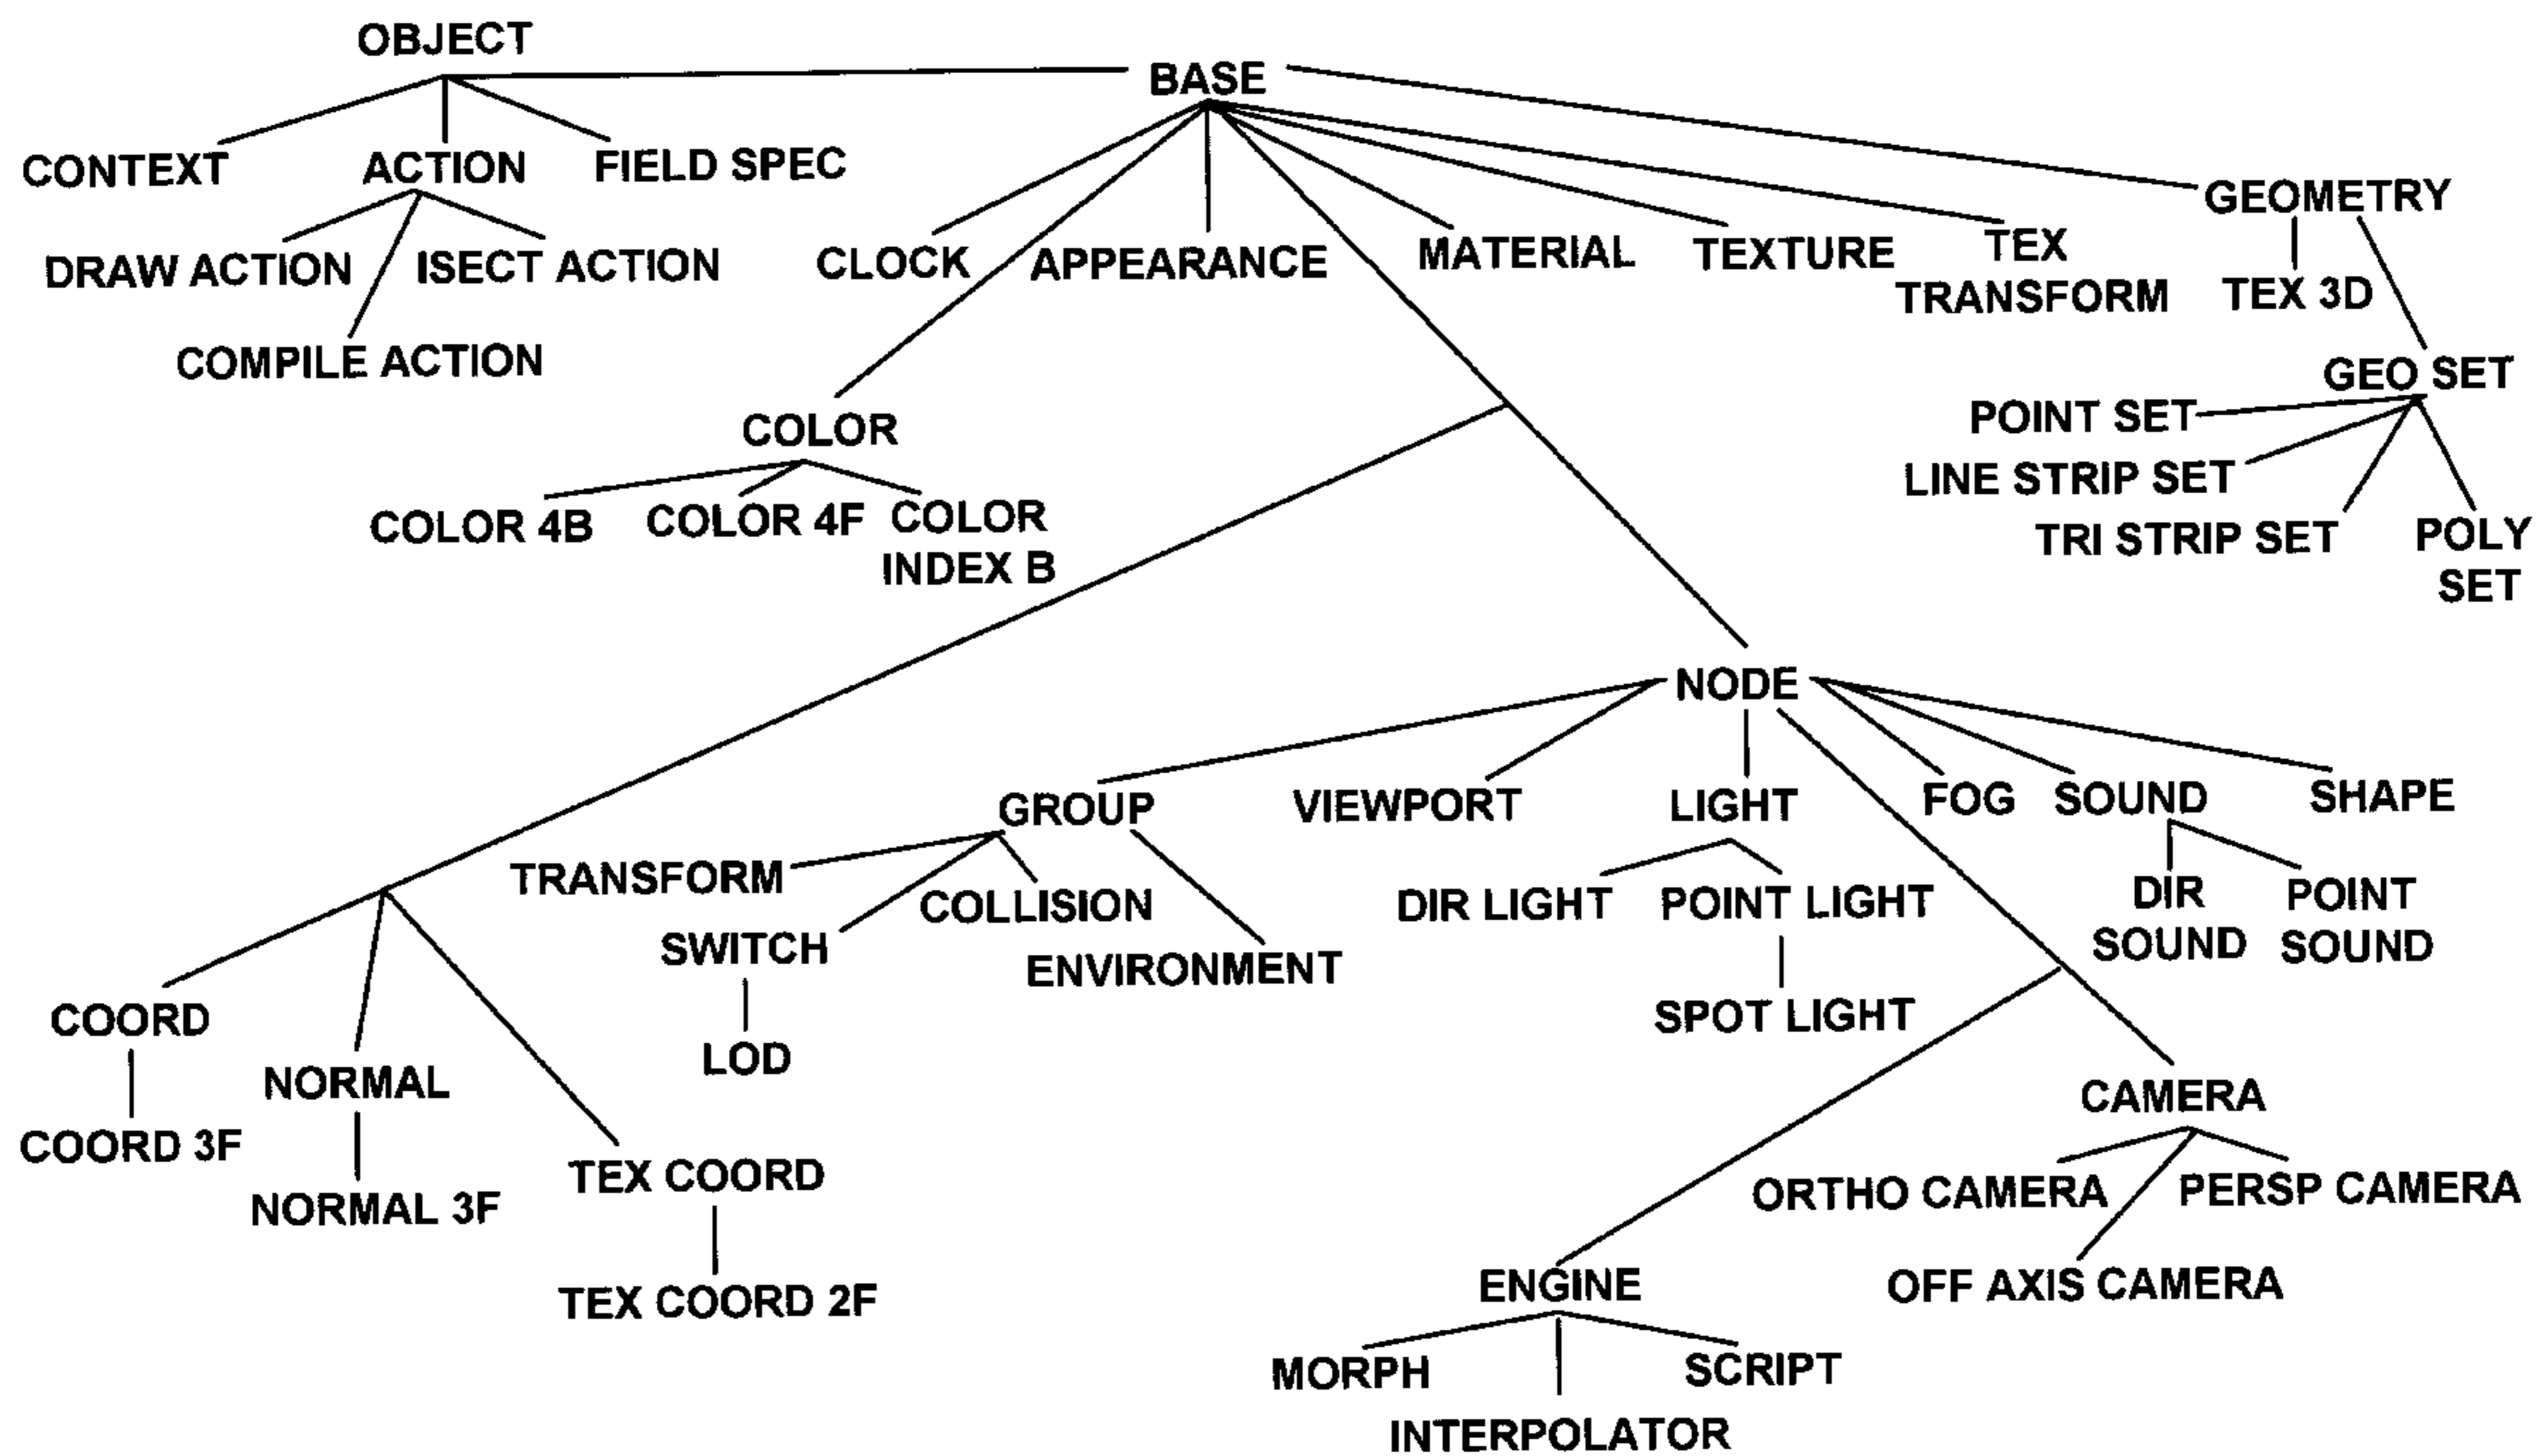 OBJECT
BASE
CONTEXT
ACTION
FIELD SPEC
GEOMETRY
DRAW ACTION
ISECT ACTION
CLOCK
APPEARANCE
MATERIAL
TEXTURE
TEX
TRANSFORM
TEX 3D
COMPILE ACTION
GEO SET
COLOR
POINT SET
LINE STRIP SET
COLOR 4B
COLOR 4F
COLOR
INDEX B
TRI STRIP SET
POLY
SET
NODE
GROUP
VIEWPORT
LIGHT
FOG
SOUND
SHAPE
TRANSFORM
COLLISION
DIR LIGHT
POINT LIGHT
DIR
SOUND
POINT
SOUND
SWITCH
ENVIRONMENT
COORD
SPOT LIGHT
LOD
NORMAL
CAMERA
COORD 3F
TEX COORD
ORTHO CAMERA
PERSP CAMERA
NORMAL 3F
ENGINE
OFF AXIS CAMERA
TEX COORD 2F
MORPH
SCRIPT
INTERPOLATOR